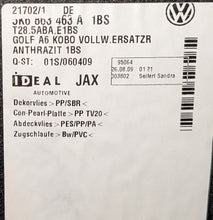 21702/1 DE
5K0 863 463 A 1BS
T28.5ABA.E1BS
GOLF A6 KOBO VOLLW.ERSATZR
ANTHRAZIT 1BS
Q-ST: 01S/060409
95064
iDEAL JAX
26.08.09 01 21
003802 Seifert Sandra
AUTOMOTIVE
Dekorvlies > PP/SBR<
Con-Pearl-Platte > PP TV20 <
Abdeckvlies >PES/PP/PA<
Zugschlaufe >Bw/PVC<